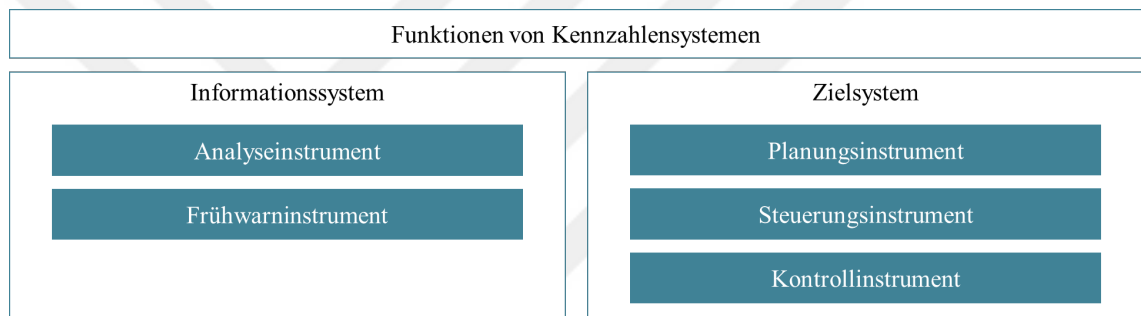 Funktionen von Kennzahlensystemen
Informationssystem
Analyseinstrument
Frühwarninstrument
Zielsystem
Planungsinstrument
Steuerungsinstrument
Kontrollinstrument